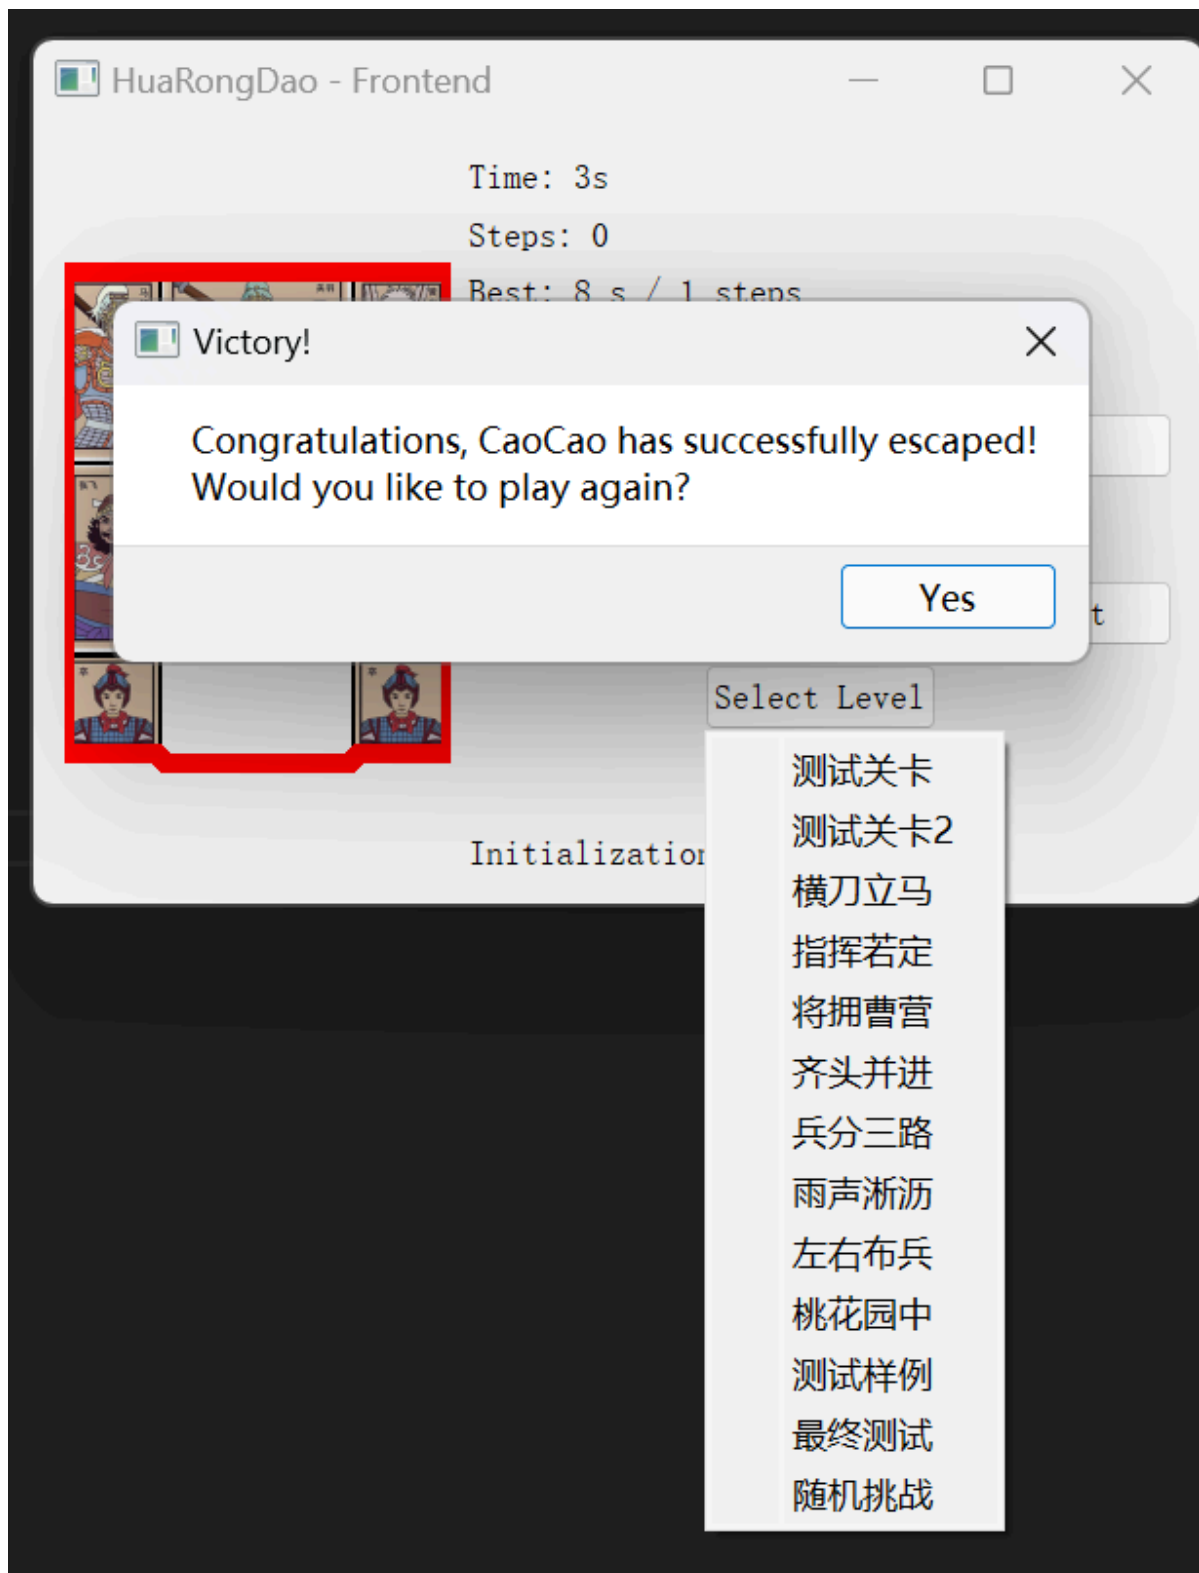 HuaRongDao - Frontend
Time: 3s
Steps: 0
Best: 8 s / 1 steps
Victory!
Congratulations, CaoCao has successfully escaped!
Would you like to play again?
Yes
t
Select Level
测试关卡
测试关卡2
横刀立马
指挥若定
将拥曹营
齐头并进
兵分三路
雨声淅沥
左右布兵
桃花园中
测试样例
最终测试
随机挑战
卒
卒
Initialization